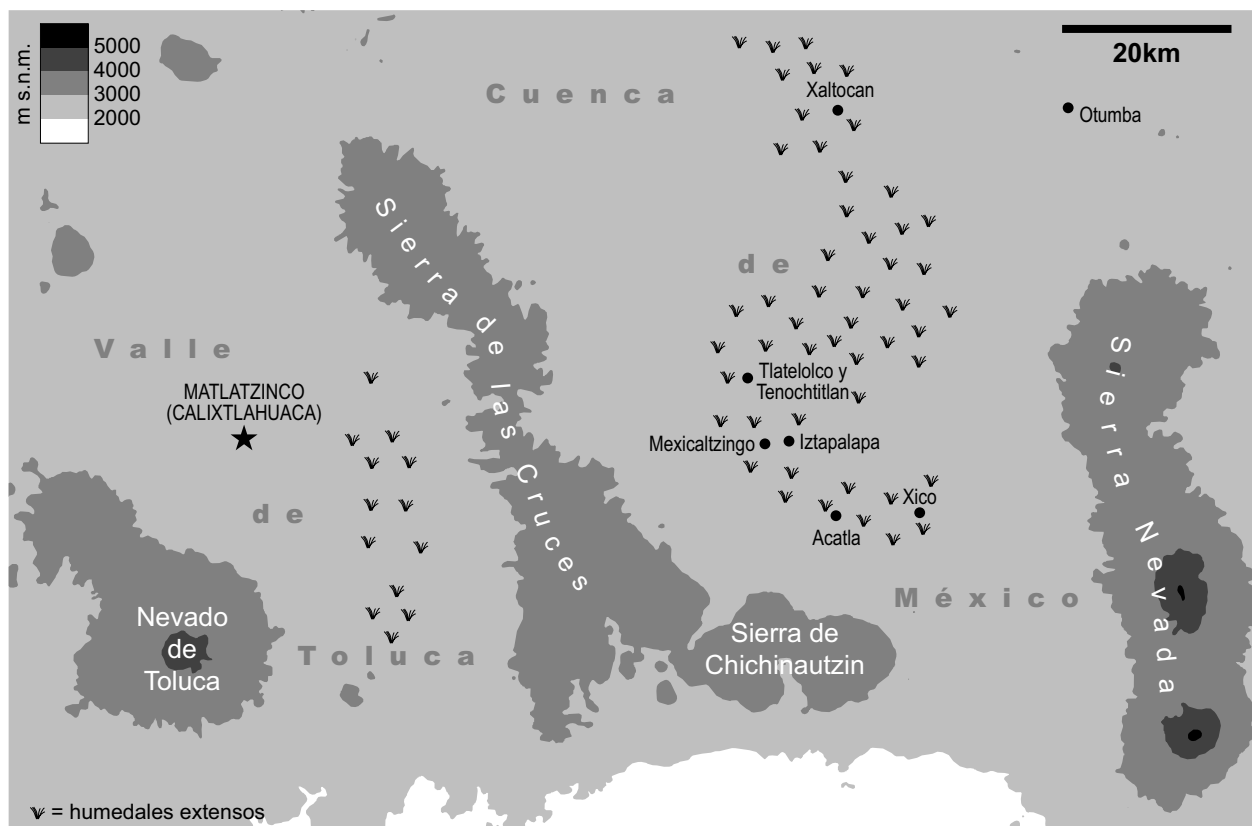 5000
4000
3000
2000
m s.n.m.
20km
Cuenca
Xaltocan
Otumba
Sierra de las Cruces
de
Valle
MATLATZINCO
(CALIXTLAHUACA)
Tlatelolco y
Tenochtitlan
Mexicaltzingo
Iztapalapa
Sierra Nevada
de
Xico
Acatla
México
Nevado
de
Toluca
Toluca
Sierra de
Chichinautzin
= humedales extensos